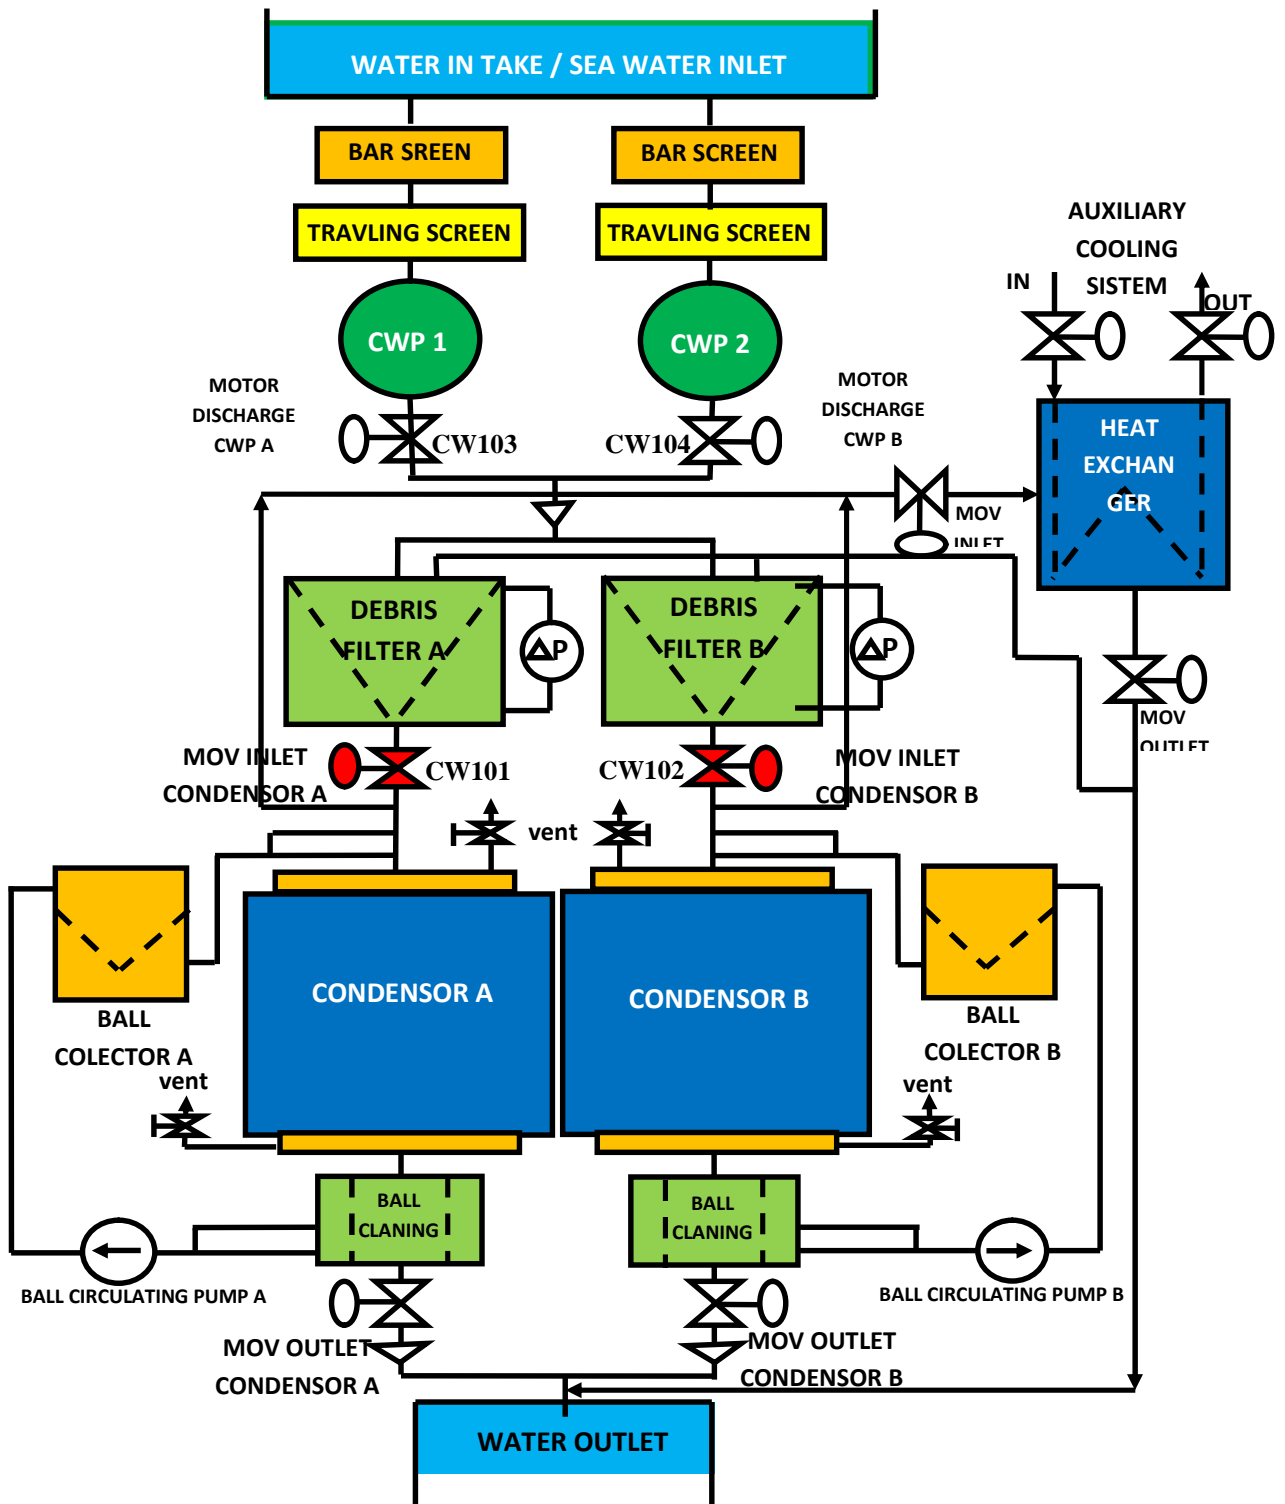 WATER IN TAKE / SEA WATER INLET
BAR SREEN
BAR SCREEN
TRAVLING SCREEN
TRAVLING SCREEN
AUXILIARY
COOLING
SISTEM
IN
OUT
CWP 1
CWP 2
MOTOR
DISCHARGE
CWP A
CW103
CW104
MOTOR
DISCHARGE
CWP B
HEAT
EXCHAN
GER
MOV
INLET
DEBRIS
FILTER A
ΔP
DEBRIS
FILTER B
ΔP
MOV
OUTLET
MOV INLET
CONDENSOR A
CW101
CW102
MOV INLET
CONDENSOR B
vent
CONDENSOR A
CONDENSOR B
BALL
COLECTOR A
BALL
COLECTOR B
vent
vent
BALL
CLANING
BALL
CLANING
BALL CIRCULATING PUMP A
BALL CIRCULATING PUMP B
MOV OUTLET
CONDENSOR A
MOV OUTLET
CONDENSOR B
WATER OUTLET